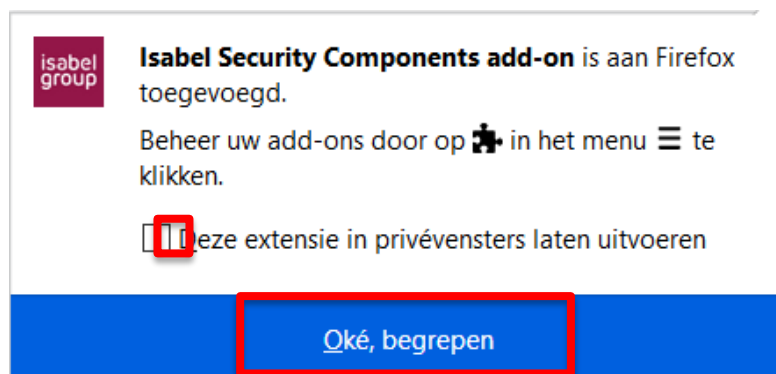 isabel
group
Isabel Security Components add-on is aan Firefox
toegevoegd.
Beheer uw add-ons door op in het menu ☰ te
klikken.
Deze extensie in privévensters laten uitvoeren
Oké, begrepen